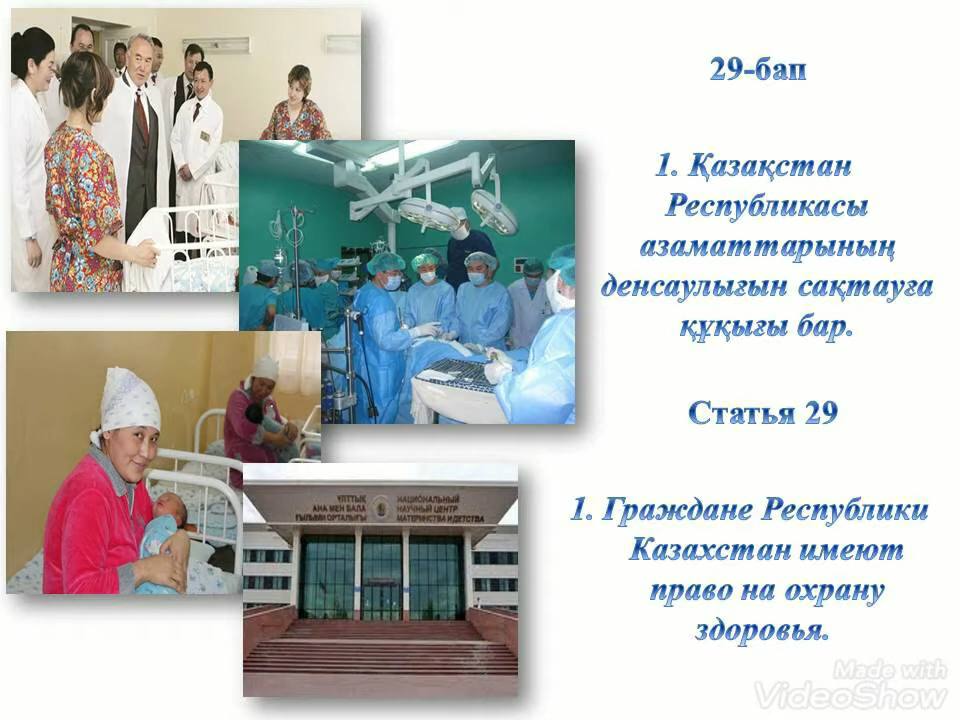 29-бап
1. Қазақстан
Республикасы
азаматтарының
денсаулығын сақтауға
құқығы бар.
Статья 29
1. Граждане Республики
Казахстан имеют
право на охрану
здоровья.
ҰЛТТЫҚ
АНА МЕН БАЛА
ҒЫЛЫМИ ОРТАЛЫҒЫ
НАЦИОНАЛЬНЫЙ
НАУЧНЫЙ ЦЕНТР
МАТЕРИНСТВА И ДЕТСТВА
Made with
VideoShow